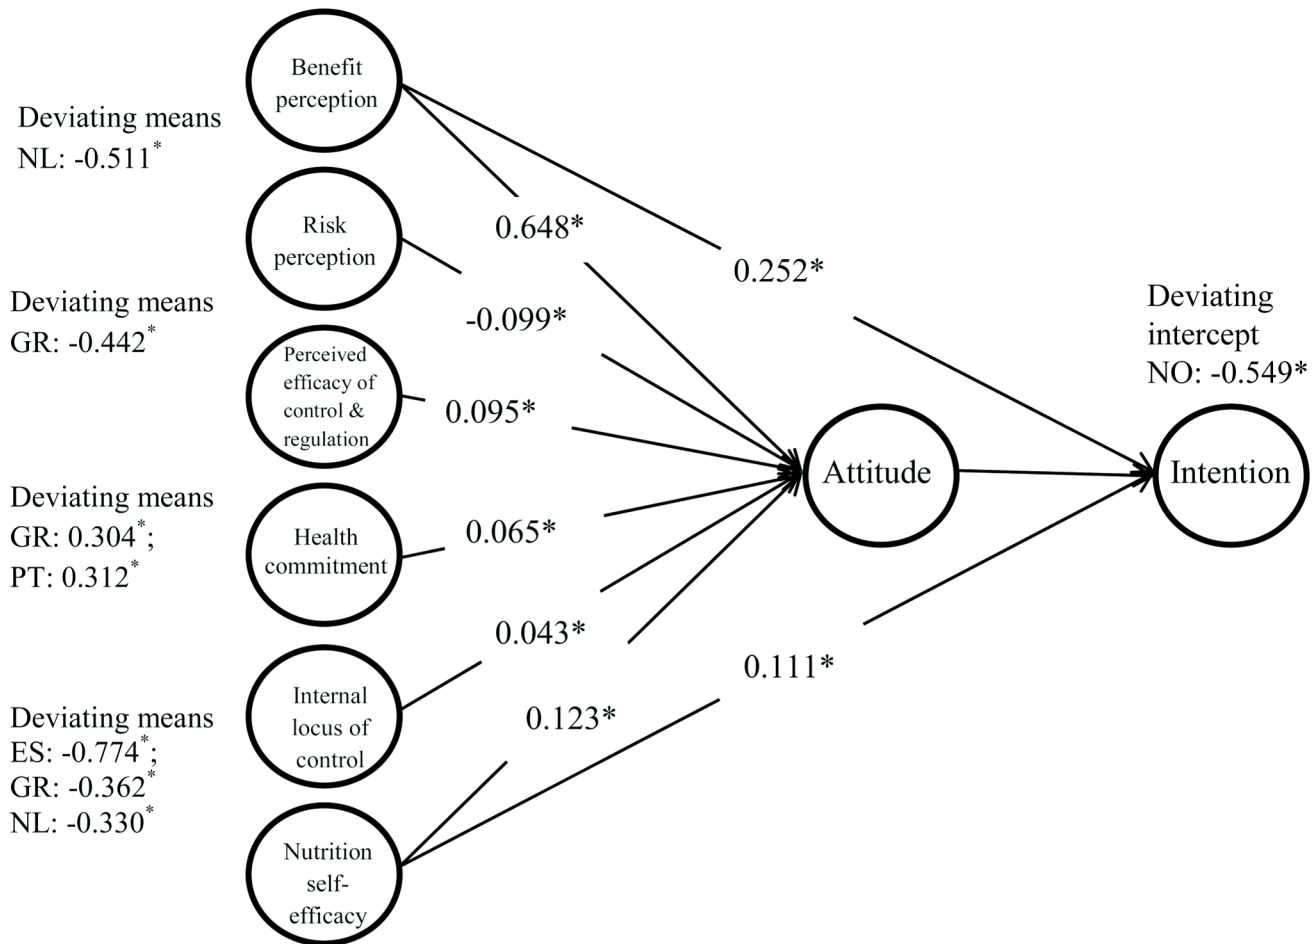 Benefit
perception
Deviating means
NL: -0.511*
Risk
perception
0.648*
0.252*
Deviating means
GR: -0.442*
-0.099*
Deviating
intercept
NO: -0.549*
Perceived
efficacy of
control &
regulation
0.095*
Attitude
Intention
Deviating means
GR: 0.304*;
PT: 0.312*
Health
commitment
0.065*
0.043*
0.111*
Internal
locus of
control
Deviating means
ES: -0.774*;
GR: -0.362*
NL: -0.330*
0.123*
Nutrition
self-
efficacy